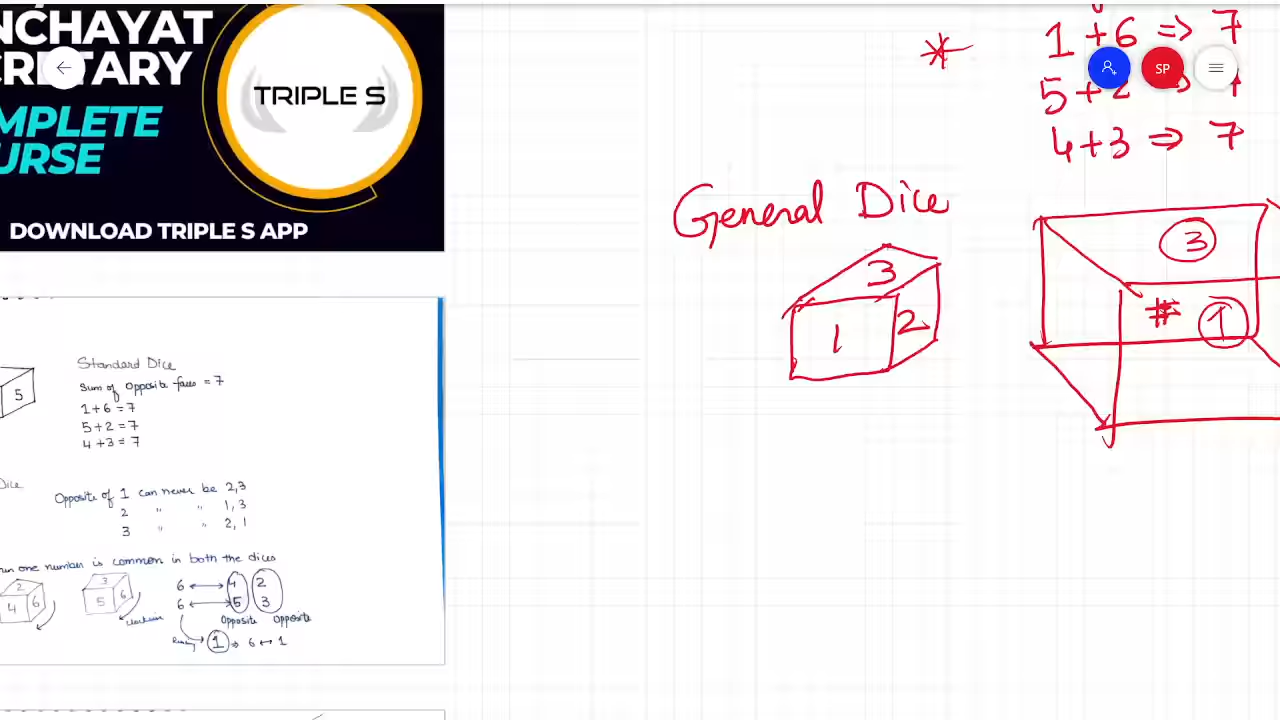 NCHAYAT
CRETARY
MPLETE
URSE
TRIPLE S
DOWNLOAD TRIPLE S APP
1 + 6 ⇒ 7
SP
5 + 2 ⇒ 7
4 + 3 ⇒ 7
*
General Dice
3
1
2
3
# 1
5
Standard Dice
Sum of opposite faces = 7
1 + 6 = 7
5 + 2 = 7
4 + 3 = 7
Dice
Opposite of 1 can never be 2,3
2 " " 1,3
3 " " 2,1
one number is common in both the dices
2
4 6
3
5 6
clockwise
6 ↔ 4 2
6 ↔ 5 3
Opposite Opposite
1 ⇒ 6 ↔ 1